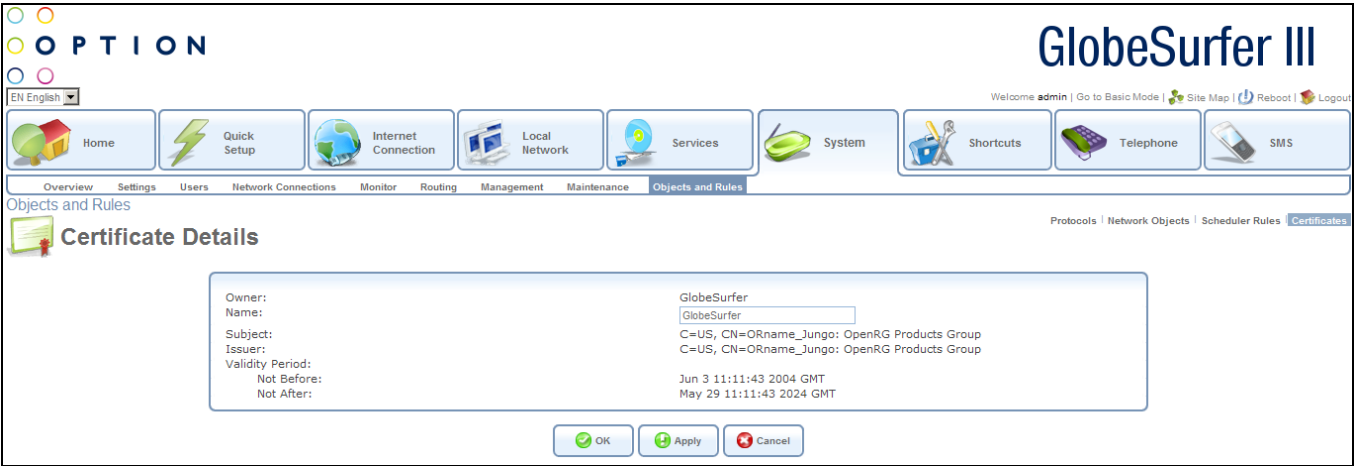 OPTION
GlobeSurfer III
EN English
Welcome admin | Go to Basic Mode | Site Map | Reboot | Logout
Home
Quick Setup
Internet Connection
Local Network
Services
System
Shortcuts
Telephone
SMS
Overview Settings Users Network Connections Monitor Routing Management Maintenance Objects and Rules
Objects and Rules
Protocols | Network Objects | Scheduler Rules | Certificates
Certificate Details
Owner: GlobeSurfer
Name: GlobeSurfer
Subject: C=US, CN=ORname_Jungo: OpenRG Products Group
Issuer: C=US, CN=ORname_Jungo: OpenRG Products Group
Validity Period:
Not Before: Jun 3 11:11:43 2004 GMT
Not After: May 29 11:11:43 2024 GMT
OK Apply Cancel